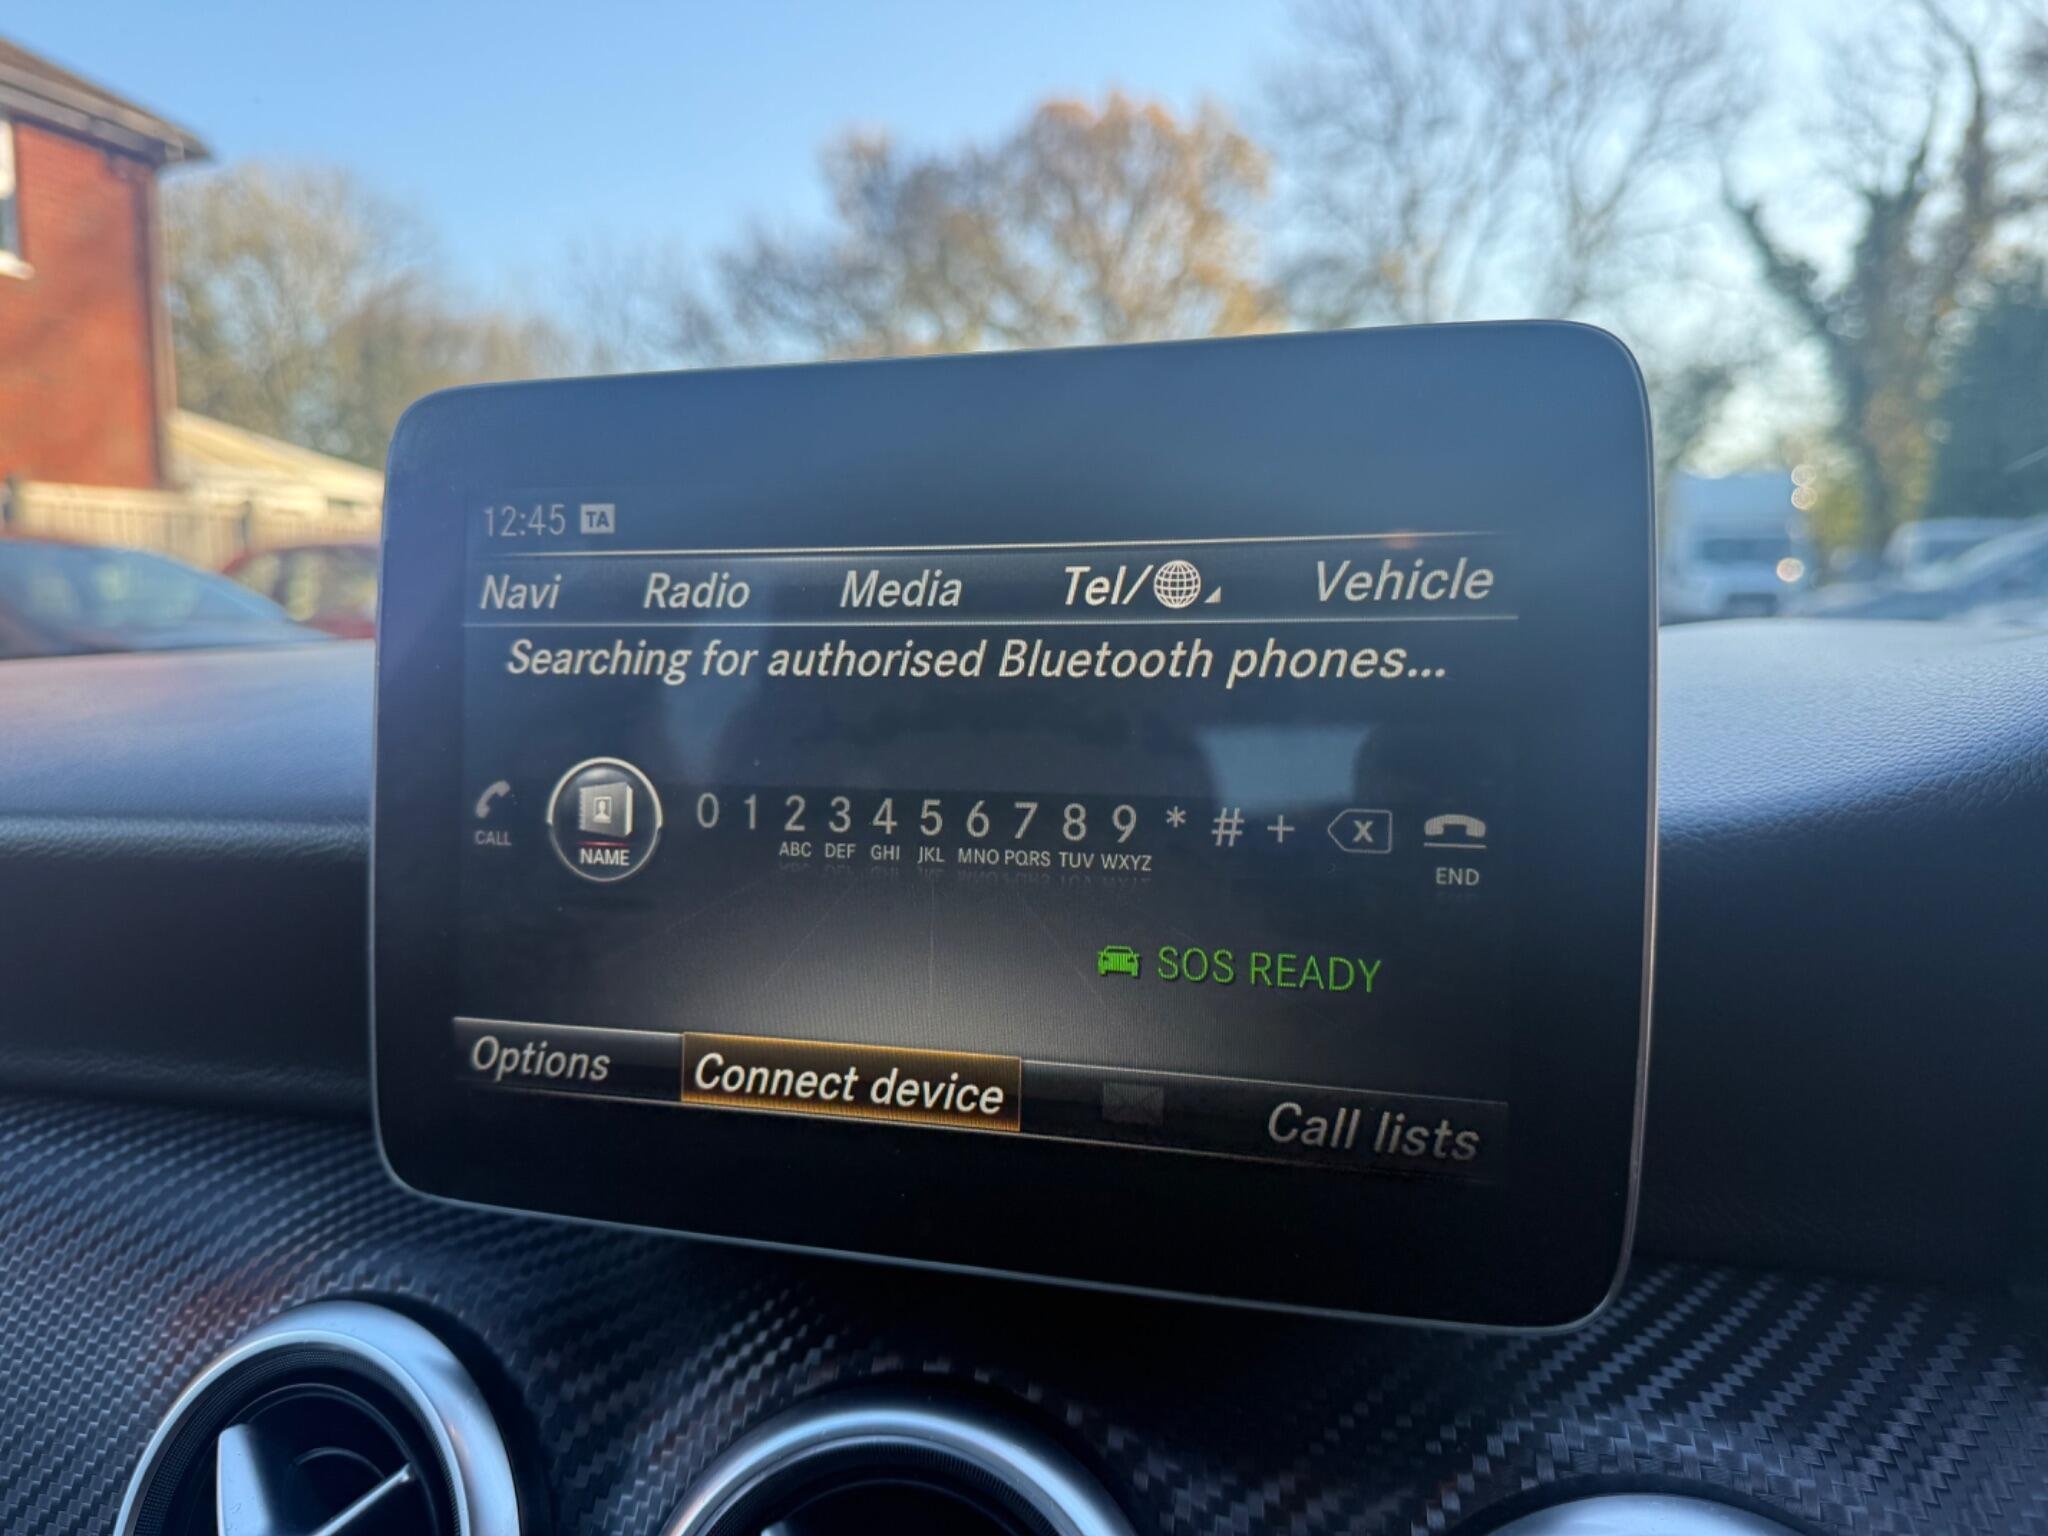 12:45 TA
Navi Radio Media Tel/ Vehicle
Searching for authorised Bluetooth phones...
0 1 2 3 4 5 6 7 8 9 * # + x
CALL NAME ABC DEF GHI JKL MNO PQRS TUV WXYZ END
SOS READY
Options Connect device Call lists